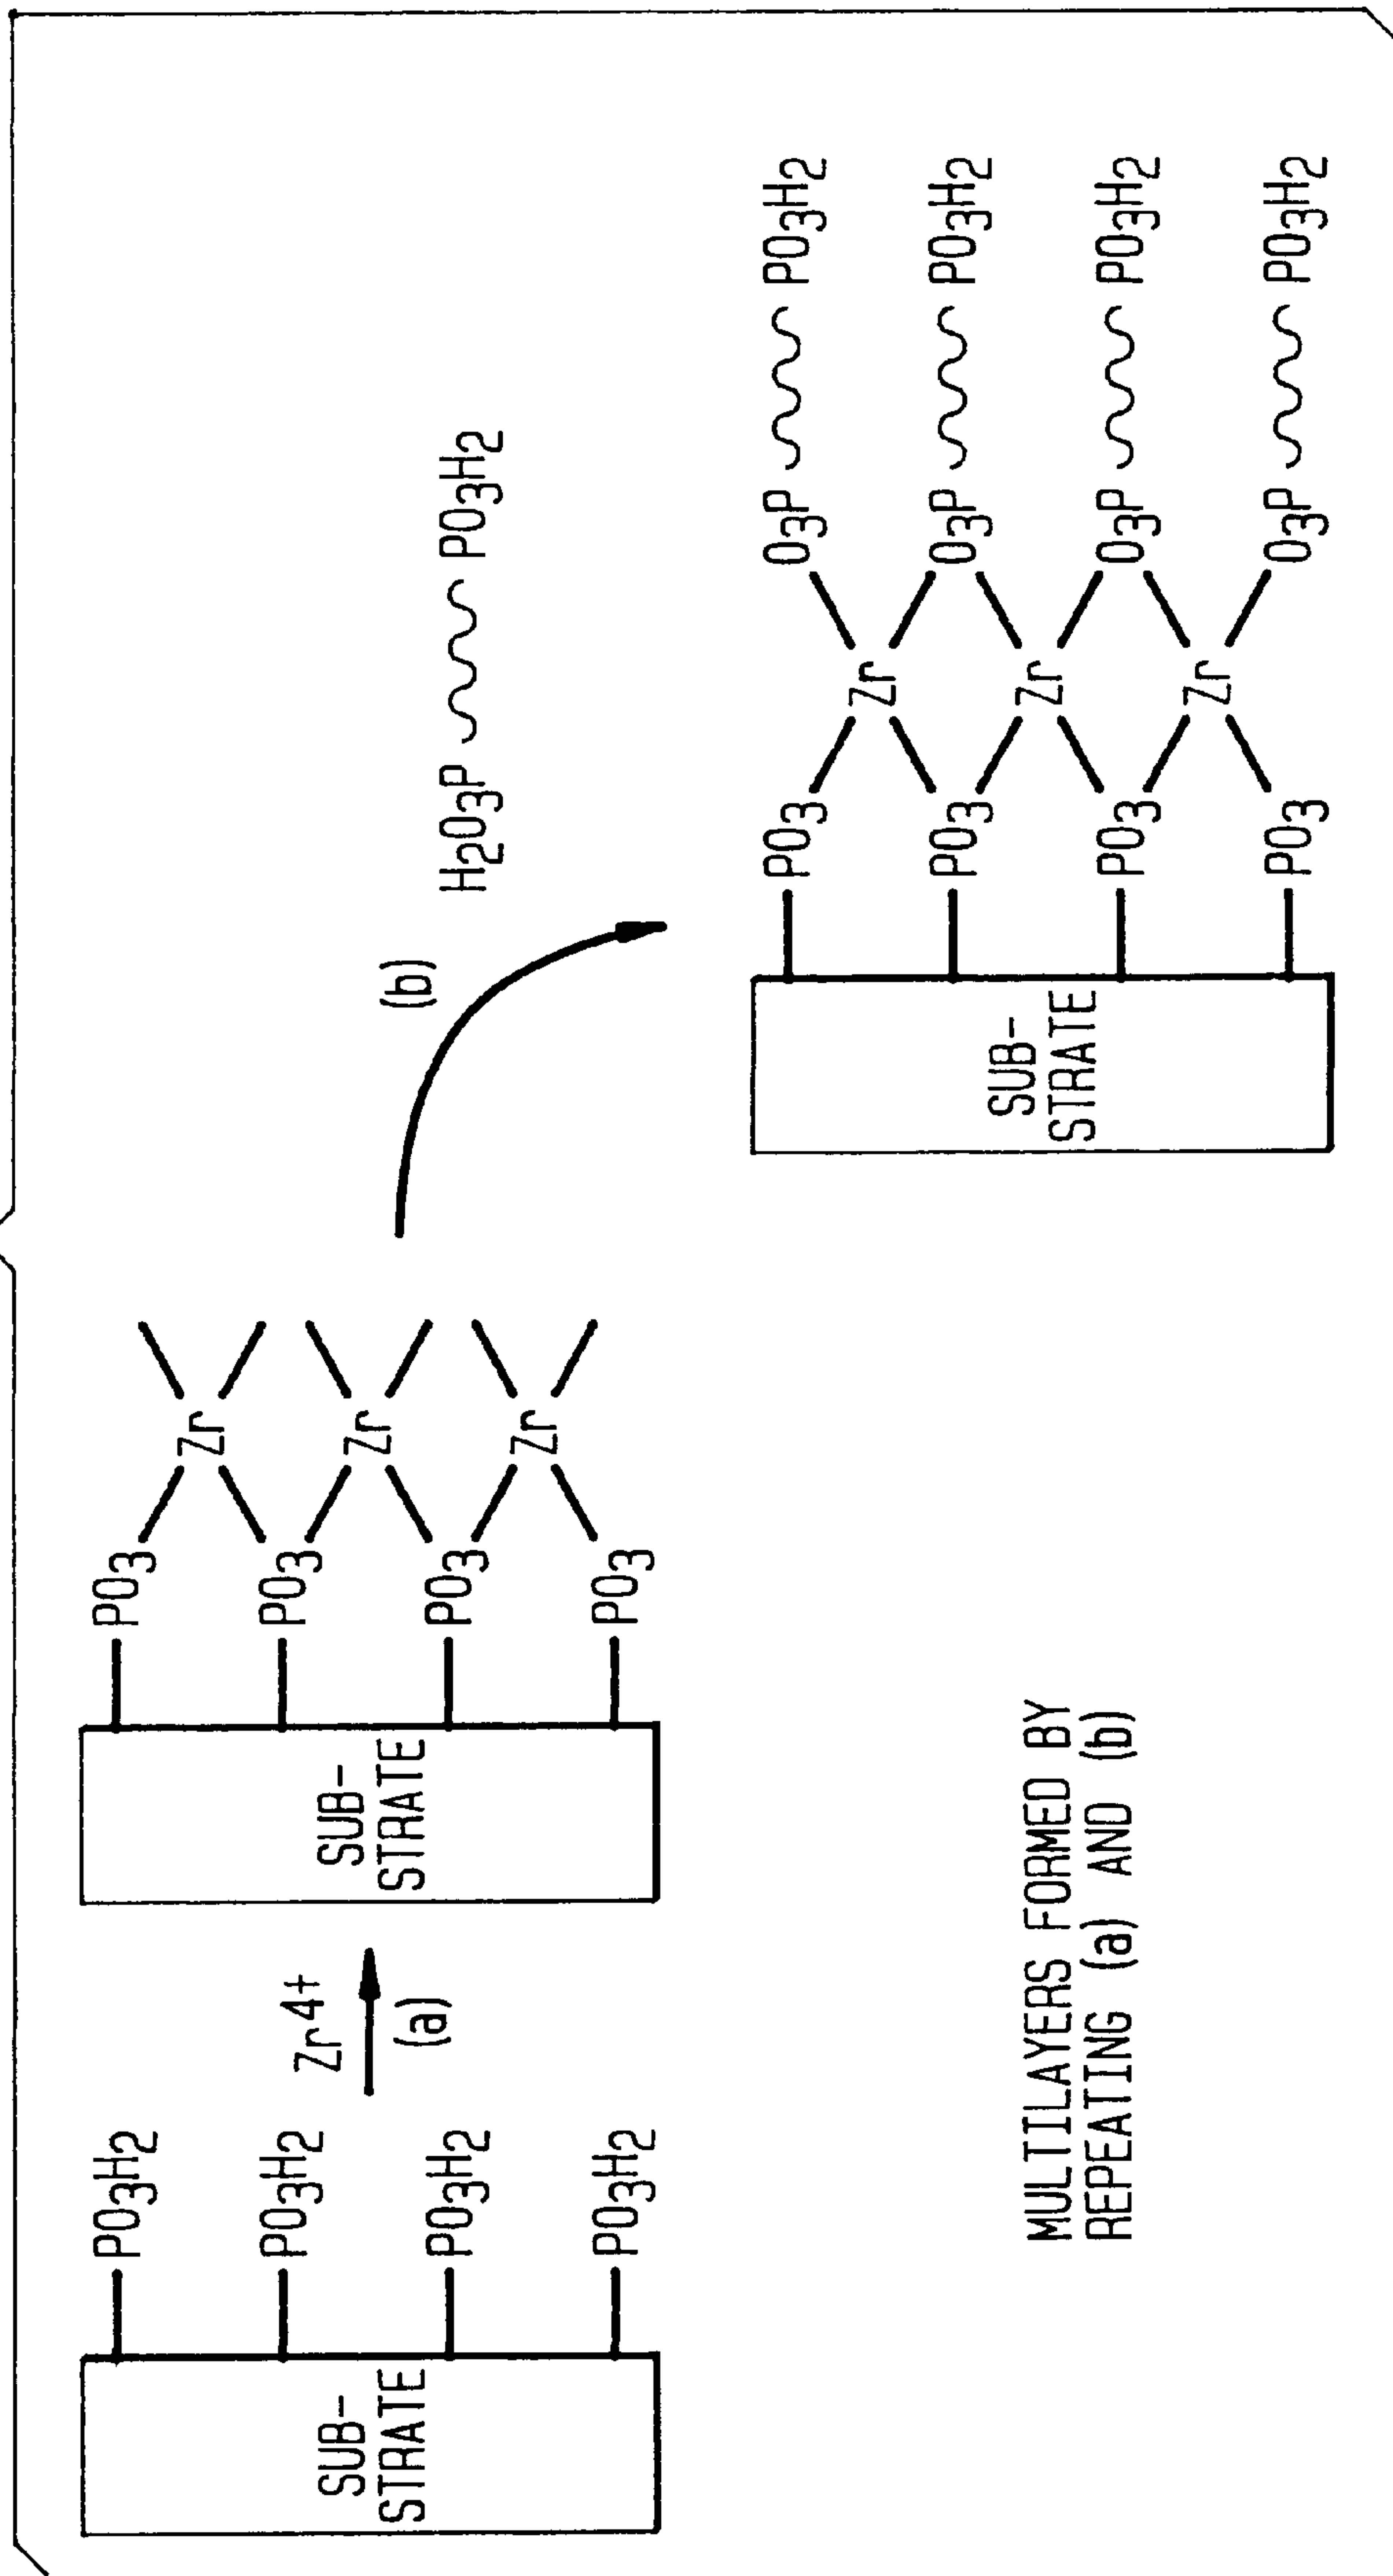 SUB-
STRATE
PO3H2
PO3H2
PO3H2
PO3H2
Zr4+
(a)
SUB-
STRATE
PO3
PO3
PO3
PO3
Zr
Zr
Zr
(b)
H2O3P PO3H2
SUB-
STRATE
PO3
PO3
PO3
PO3
Zr
Zr
Zr
O3P PO3H2
O3P PO3H2
O3P PO3H2
O3P PO3H2
MULTILAYERS FORMED BY
REPEATING (a) AND (b)